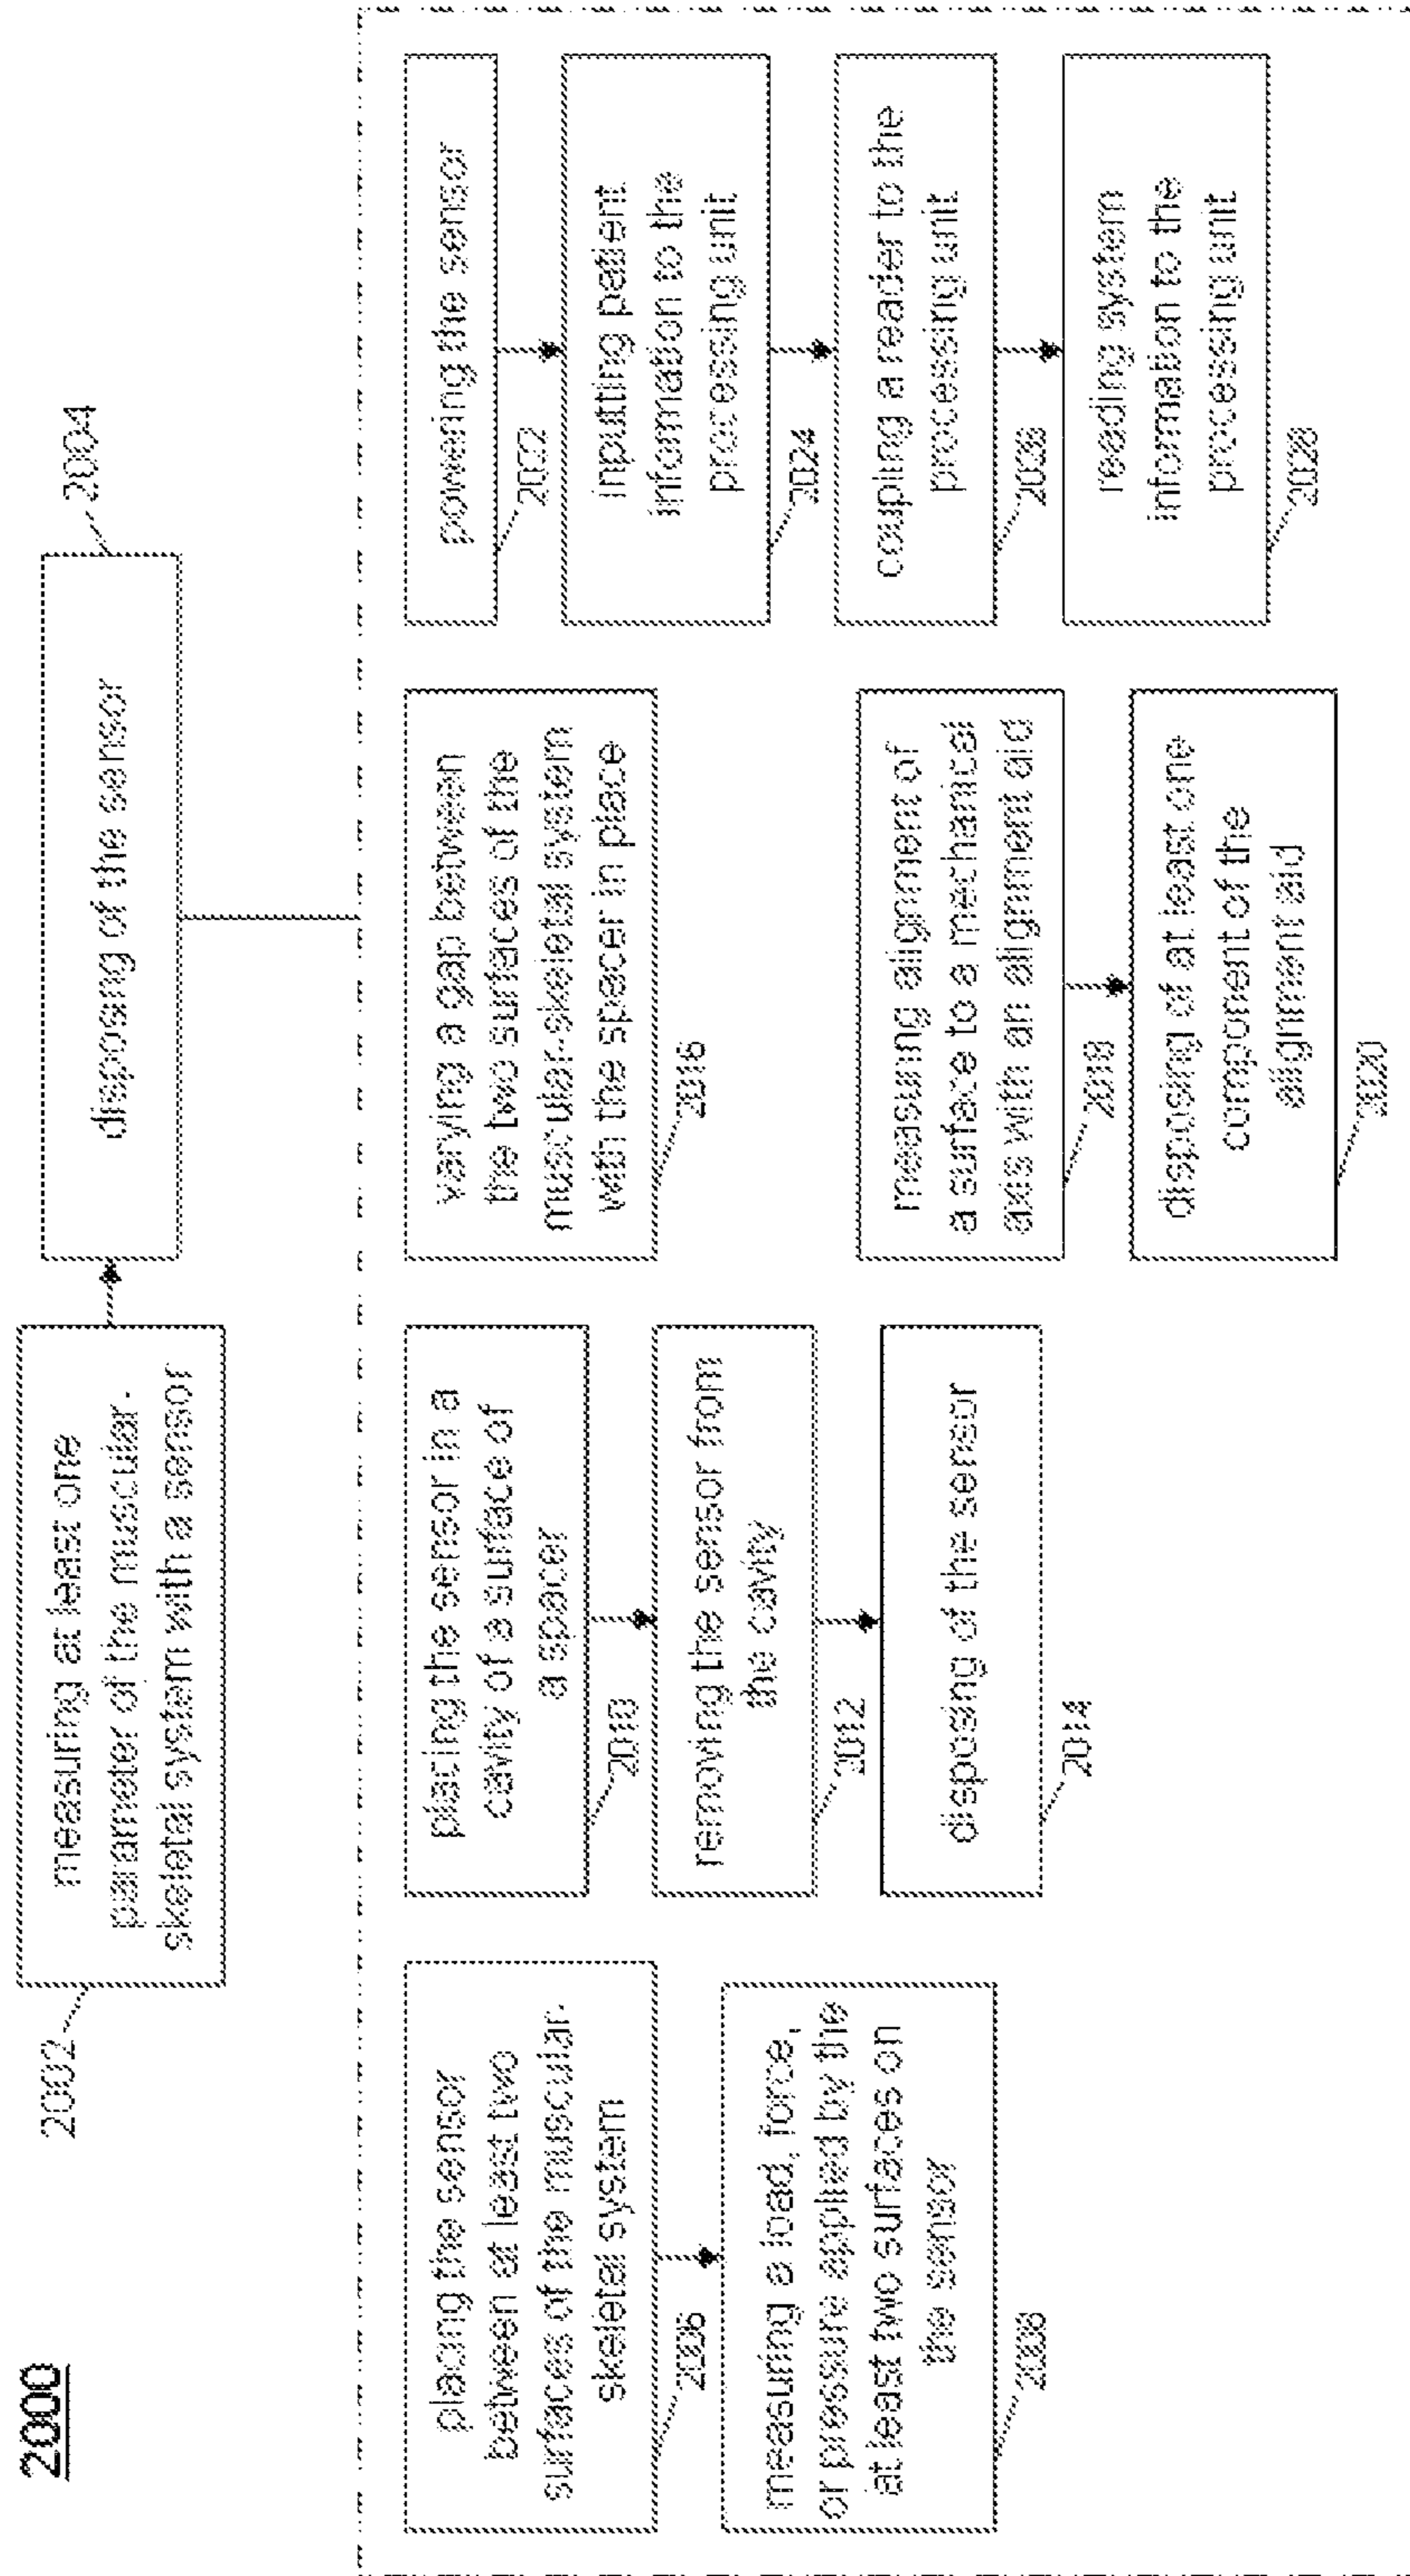 2000
2002
measuring at least one
parameter of the muscular-
skeletal system with a sensor
disposing of the sensor
2004
placing the sensor
between at least two
surfaces of the muscular-
skeletal system
2006
measuring a load, force,
or pressure applied by the
at least two surfaces on
the sensor
2008
placing the sensor in a
cavity of a surface of
a spacer
2010
removing the sensor from
the cavity
2012
disposing of the sensor
2014
varying a gap between
the two surfaces of the
muscular-skeletal system
with the spacer in place
2016
measuring alignment of
a surface to a mechanical
axis with an alignment aid
2018
disposing of at least one
component of the
alignment aid
2020
powering the sensor
2022
inputting patient
information to the
processing unit
2024
coupling a reader to the
processing unit
2026
reading system
information to the
processing unit
2028